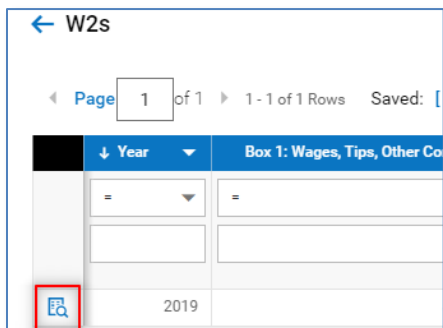 ← W2s
Page 1 of 1 1 - 1 of 1 Rows Saved: [
↓ Year Box 1: Wages, Tips, Other Co
= =
2019